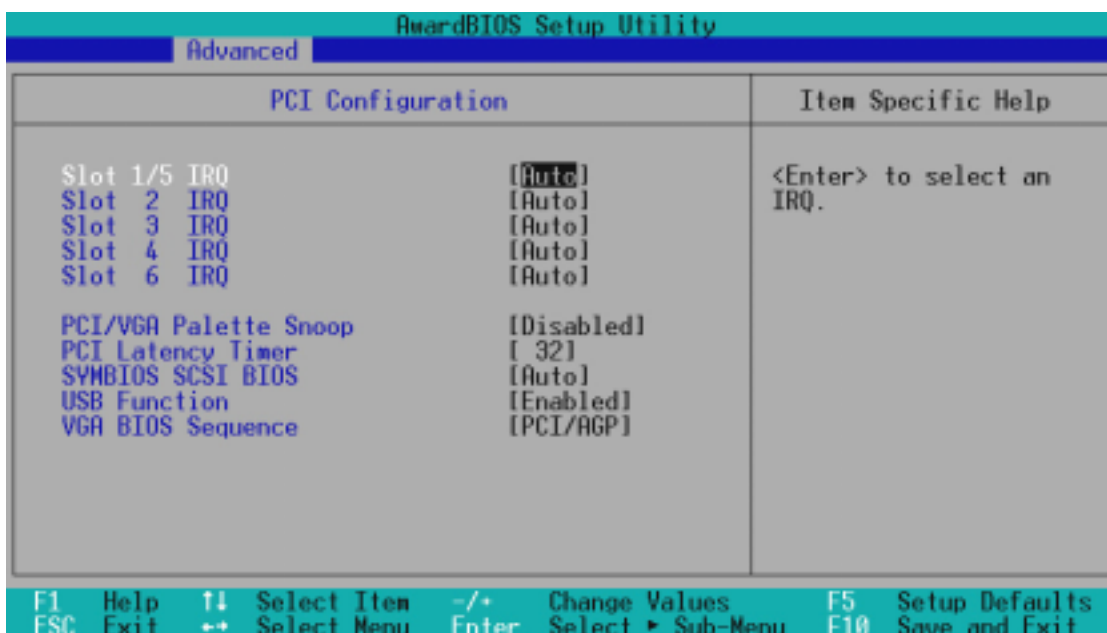 AwardBIOS Setup Utility
Advanced
PCI Configuration
Item Specific Help
Slot 1/5 IRQ [Auto]
Slot 2 IRQ [Auto]
Slot 3 IRQ [Auto]
Slot 4 IRQ [Auto]
Slot 6 IRQ [Auto]
PCI/VGA Palette Snoop [Disabled]
PCI Latency Timer [ 32]
SYMBIOS SCSI BIOS [Auto]
USB Function [Enabled]
VGA BIOS Sequence [PCI/AGP]
<Enter> to select an
IRQ.
F1 Help ↑↓ Select Item -/+ Change Values F5 Setup Defaults
ESC Exit ←→ Select Menu Enter Select ► Sub-Menu F10 Save and Exit